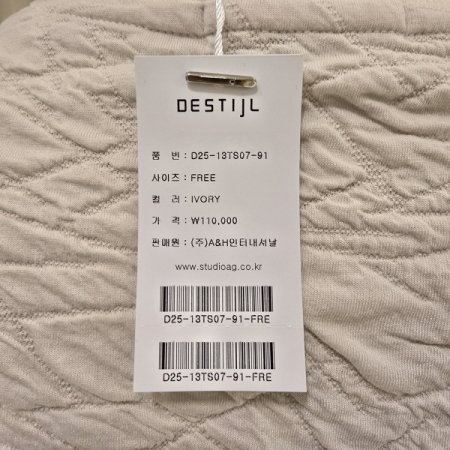 DESTIJL
품 번 : D25-13TS07-91
사이즈 : FREE
컬 러 : IVORY
가 격 : ₩110,000
판매원 : (주)A&H인터내셔날
www.studioag.co.kr
D25-13TS07-91-FRE
D25-13TS07-91-FRE